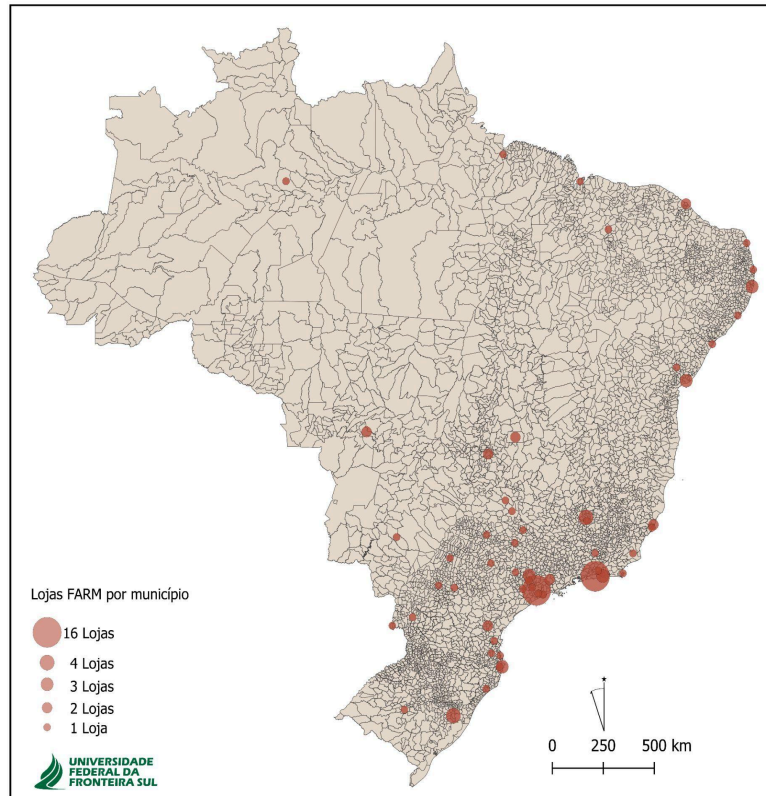 Lojas FARM por município
16 Lojas
4 Lojas
3 Lojas
2 Lojas
1 Loja
0 250 500 km
UNIVERSIDADE
FEDERAL DA
FRONTEIRA SUL